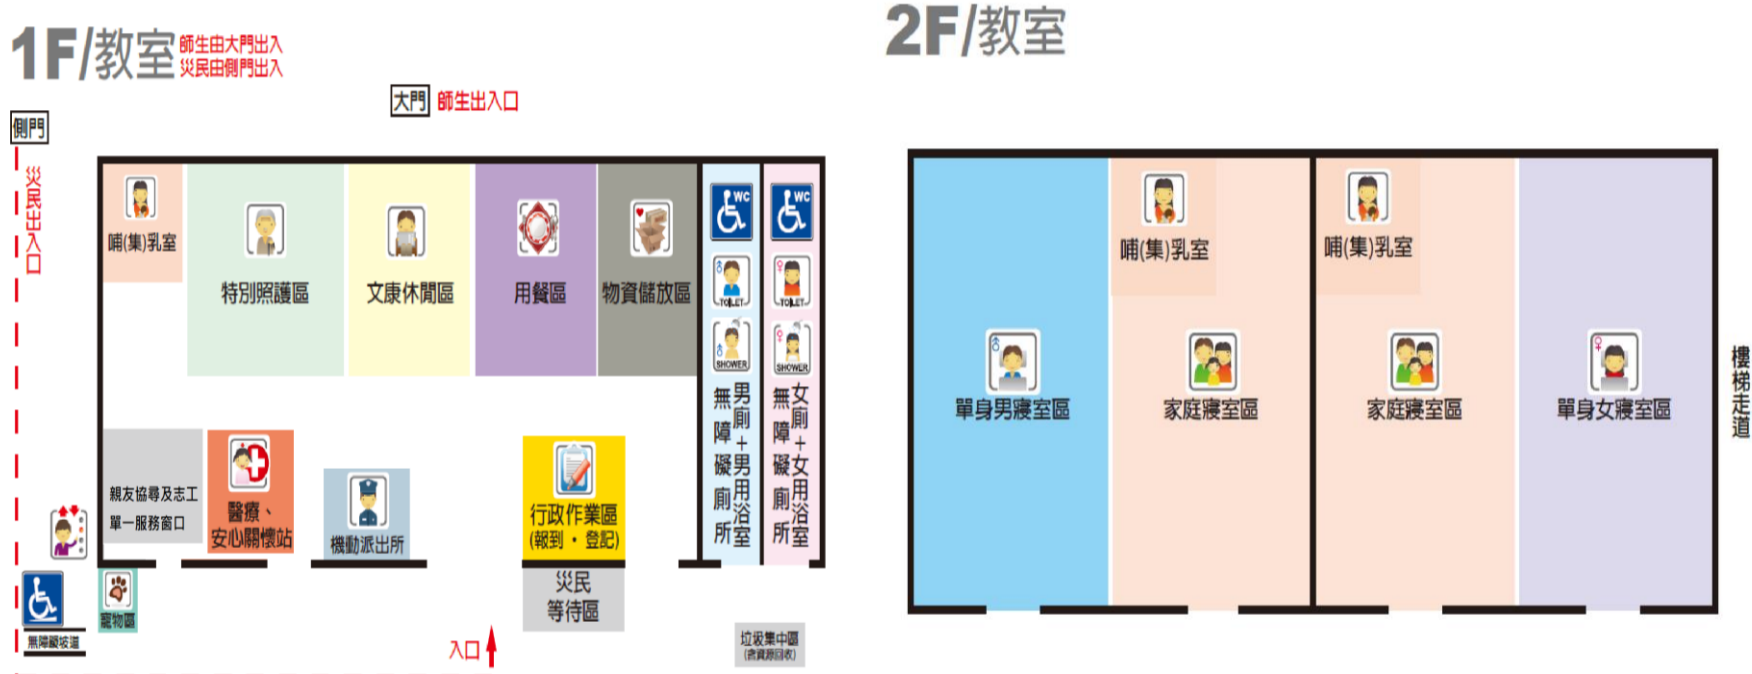 1F/教室
師生由大門出入
災民由側門出入
大門 師生出入口
側門
災民出入口
哺(集)乳室
特別照護區
文康休閒區
用餐區
物資儲放區
WC
WC
TOILET
TOILET
SHOWER
SHOWER
男廁+男用浴室
無障礙廁所
女廁+女用浴室
無障礙廁所
親友協尋及志工
單一服務窗口
醫療、
安心關懷站
機動派出所
行政作業區
(報到・登記)
災民
等待區
寵物區
無障礙坡道
入口
垃圾集中區
(含資源回收)
2F/教室
哺(集)乳室
哺(集)乳室
單身男寢室區
家庭寢室區
家庭寢室區
單身女寢室區
樓梯走道